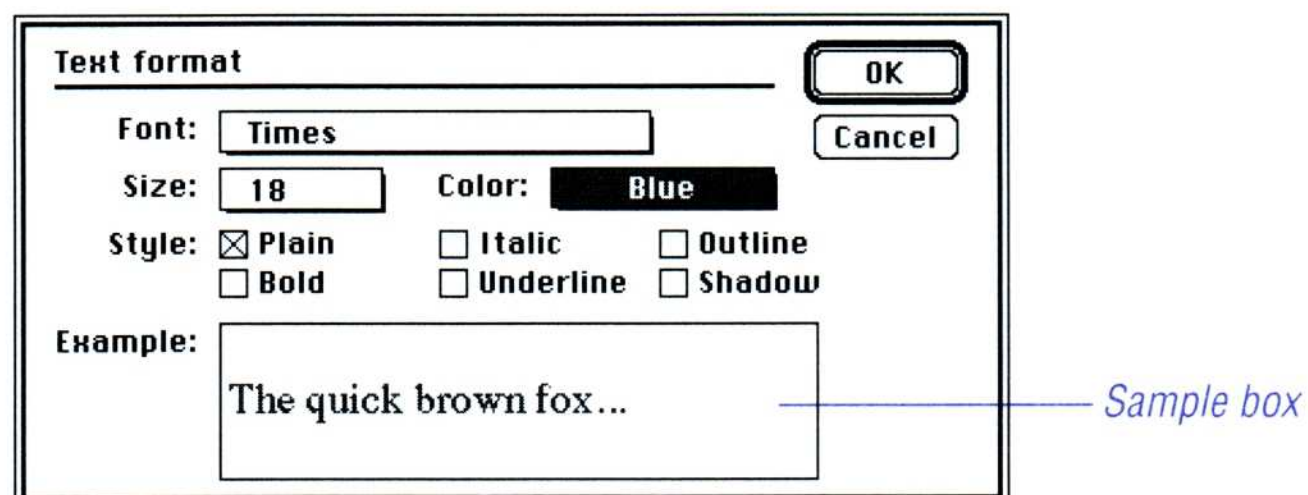 Text format
OK
Font: Times
Cancel
Size: 18 Color: Blue
Style: Plain Italic Outline
Bold Underline Shadow
Example:
The quick brown fox...
Sample box